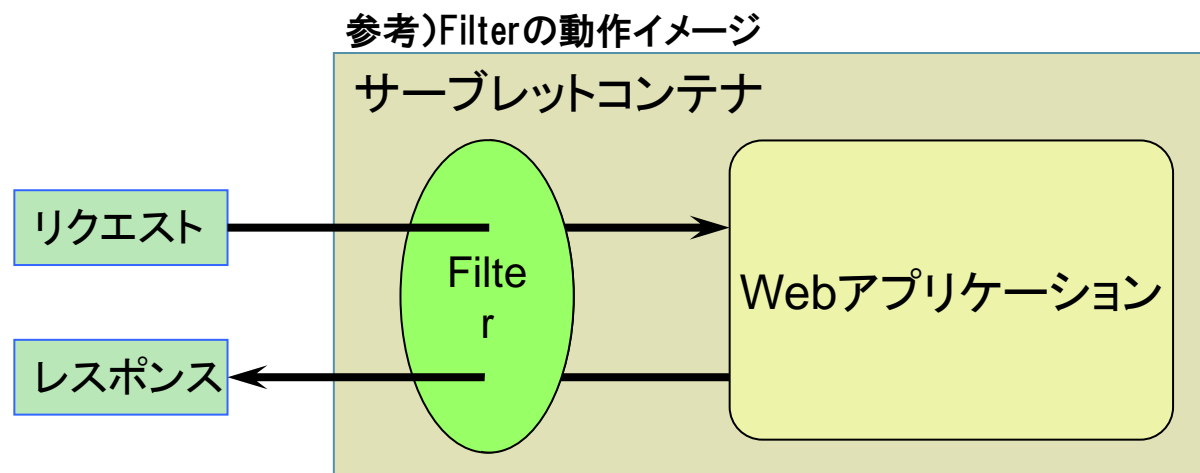 参考)Filterの動作イメージ
サーブレットコンテナ
リクエスト
Filte
r
Webアプリケーション
レスポンス